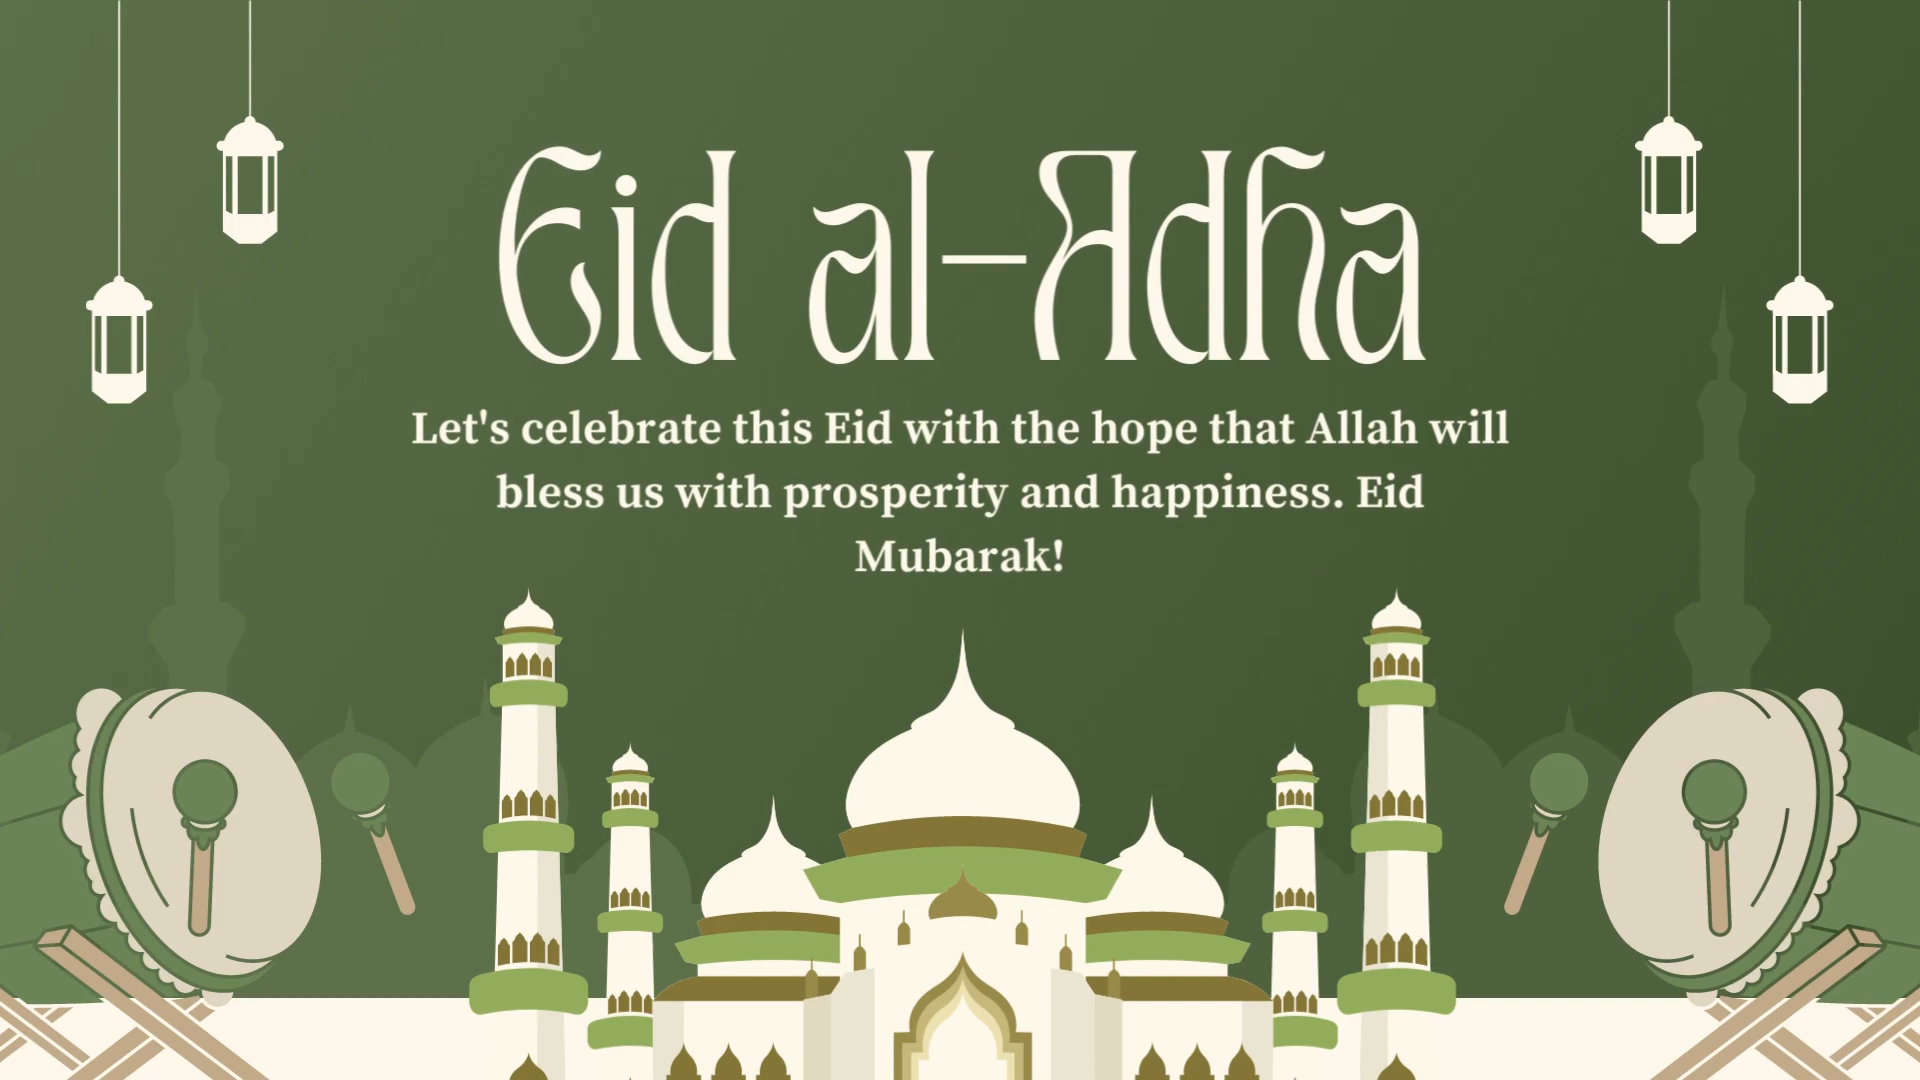 Eid al-Adha
Let's celebrate this Eid with the hope that Allah will
bless us with prosperity and happiness. Eid
Mubarak!